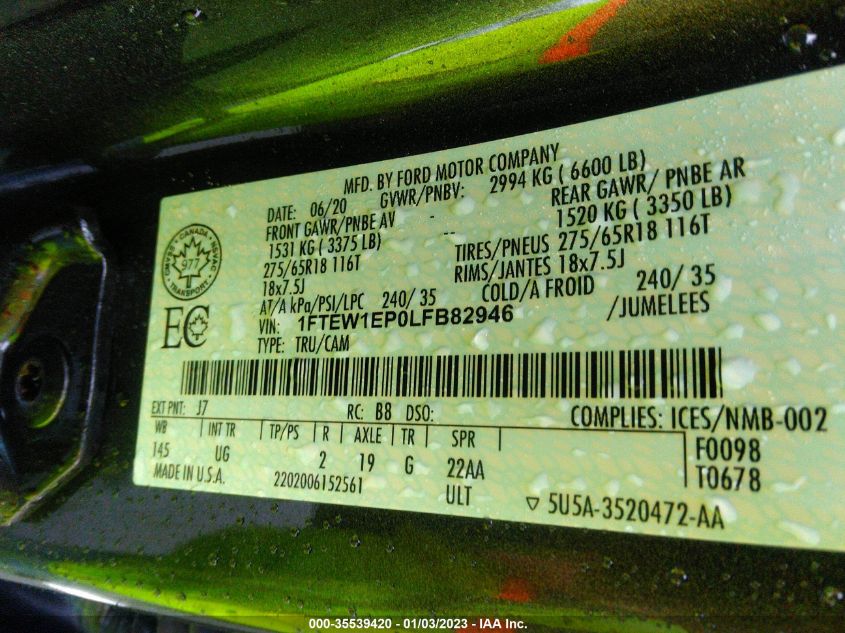 MFD. BY FORD MOTOR COMPANY
DATE: 06/20 GVWR/PNBV: 2994 KG ( 6600 LB)
FRONT GAWR/PNBE AV - REAR GAWR/ PNBE AR
1531 KG ( 3375 LB) -- 1520 KG ( 3350 LB)
275/65R18 116T TIRES/PNEUS 275/65R18 116T
18x7.5J RIMS/JANTES 18x7.5J
AT/A kPa/PSI/LPC 240/ 35 COLD/A FROID 240/ 35
VIN: 1FTEW1EP0LFB82946 /JUMELEES
TYPE: TRU/CAM
CANADA
977
TRANSPORT
EC
EXT PNT: J7 RC: B8 DSO: COMPLIES: ICES/NMB-002
WB INT TR TP/PS R AXLE TR SPR F0098
145 UG 2 19 G 22AA T0678
MADE IN U.S.A. 2202006152561 ULT ▽ 5U5A-3520472-AA
000-35539420 - 01/03/2023 - IAA Inc.